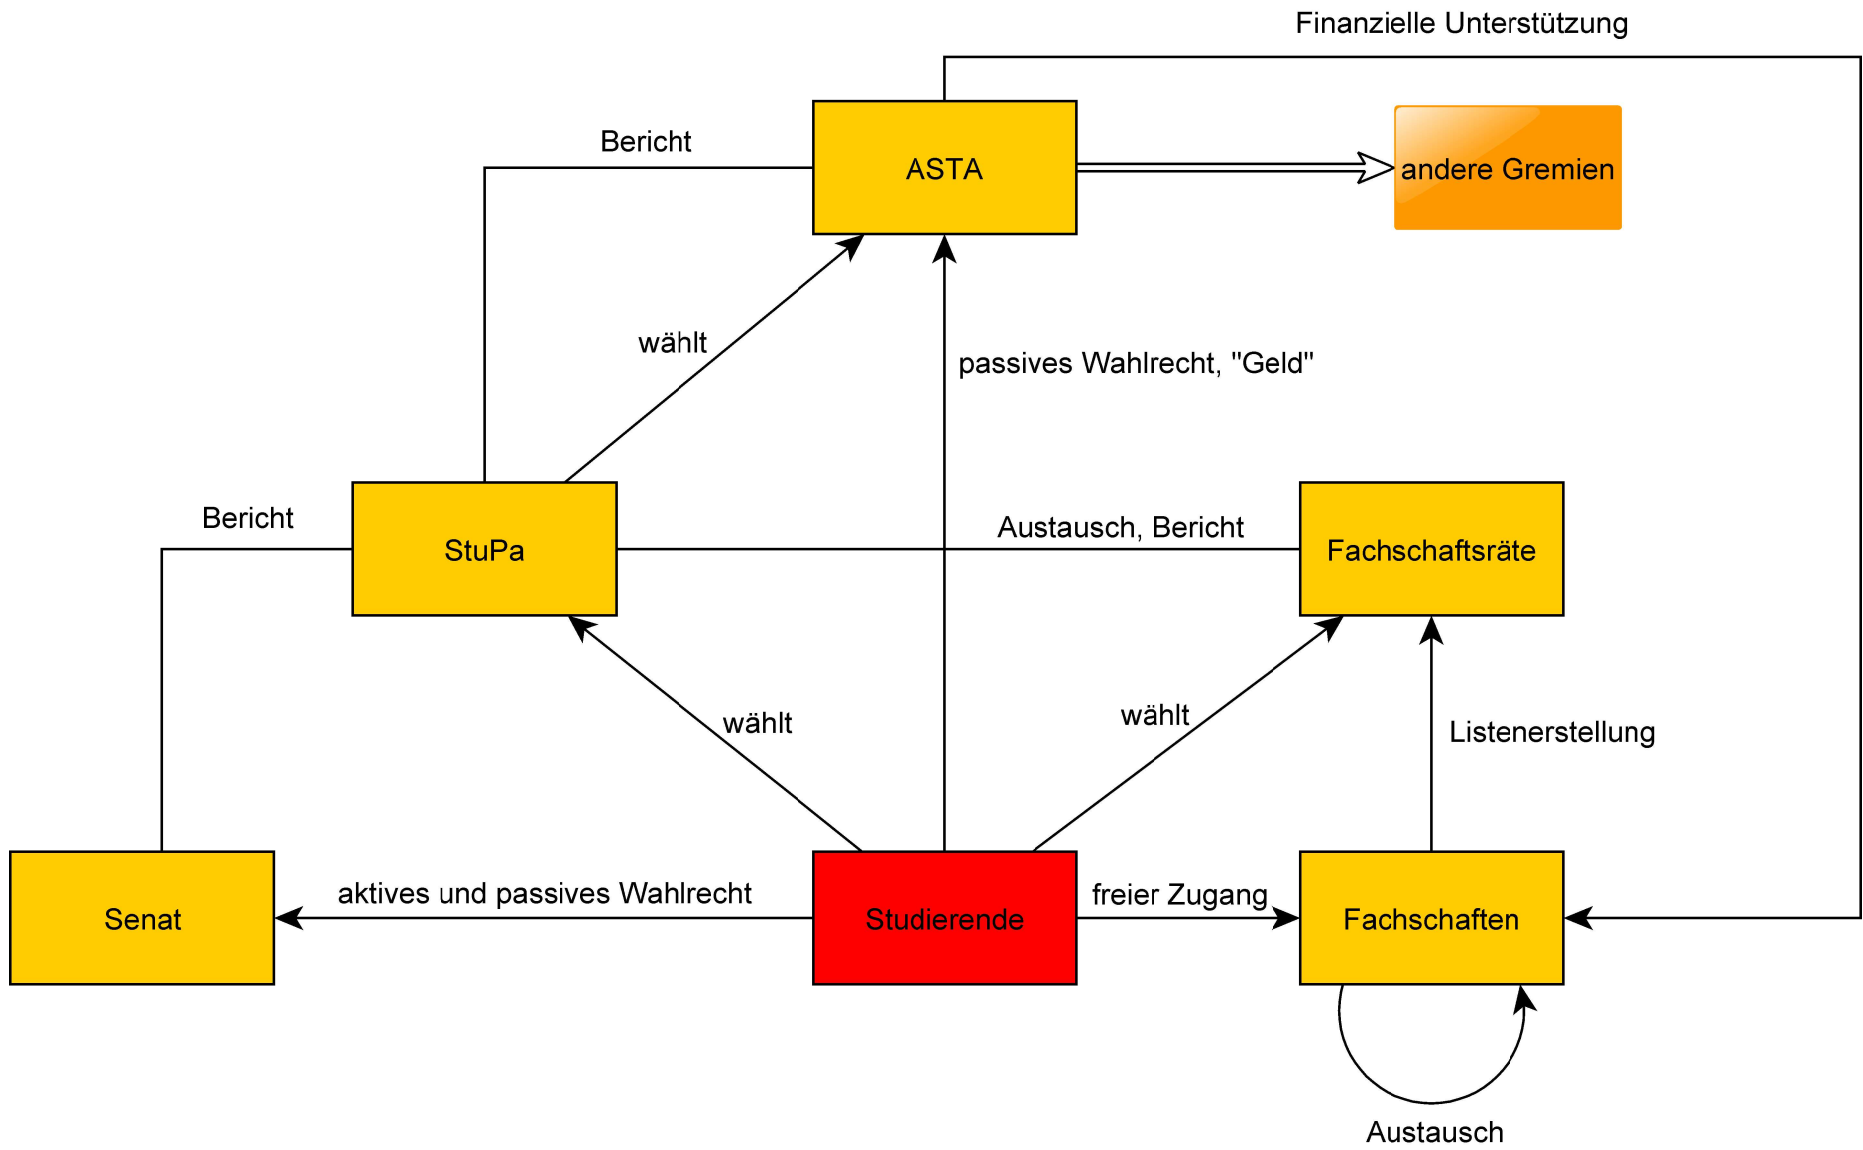 Finanzielle Unterstützung
Bericht
ASTA
andere Gremien
wählt
passives Wahlrecht, "Geld"
Bericht
StuPa
Austausch, Bericht
Fachschaftsräte
wählt
wählt
Listenerstellung
Senat
aktives und passives Wahlrecht
Studierende
freier Zugang
Fachschaften
Austausch